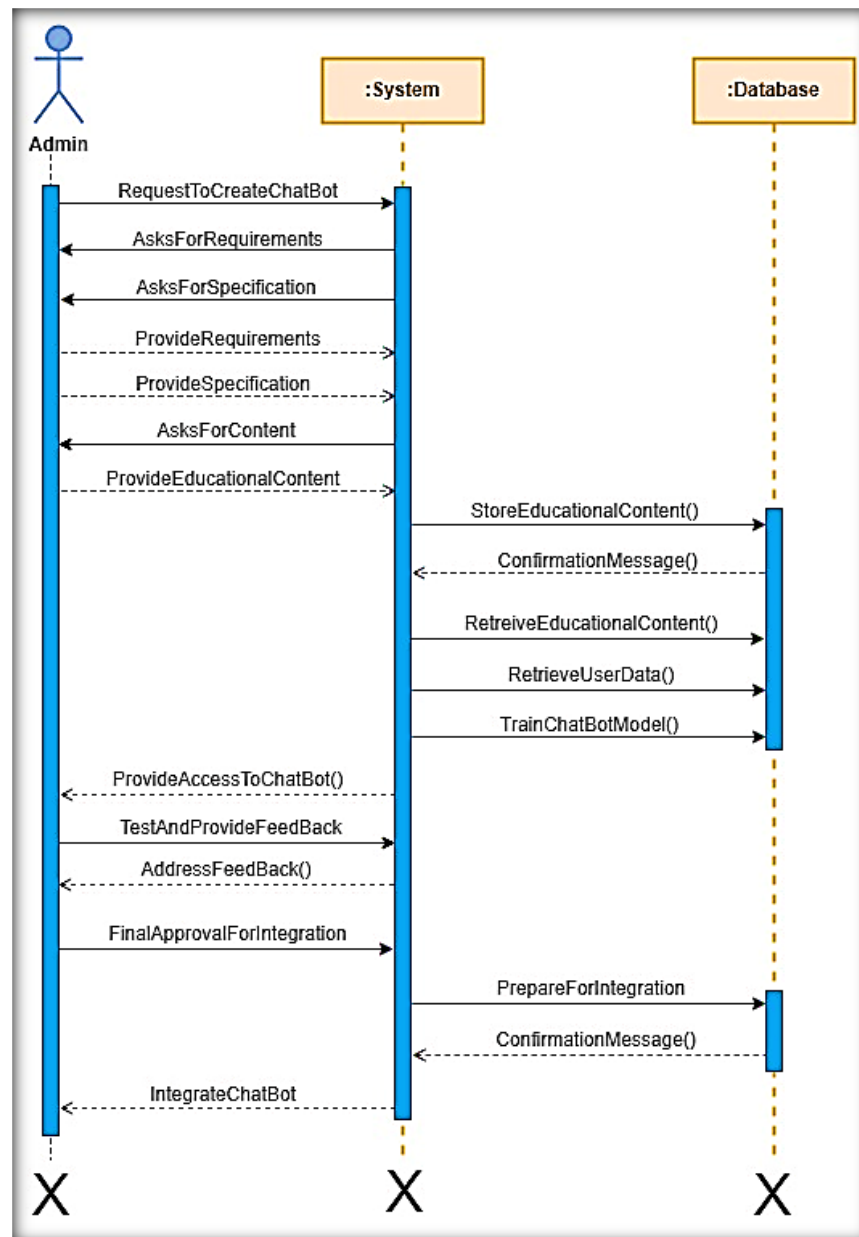 :System
:Database
Admin
RequestToCreateChatBot
AsksForRequirements
AsksForSpecification
ProvideRequirements
ProvideSpecification
AsksForContent
ProvideEducationalContent
StoreEducationalContent()
ConfirmationMessage()
RetreiveEducationalContent()
RetrieveUserData()
TrainChatBotModel()
ProvideAccessToChatBot()
TestAndProvideFeedBack
AddressFeedBack()
FinalApprovalForIntegration
PrepareForIntegration
ConfirmationMessage()
IntegrateChatBot